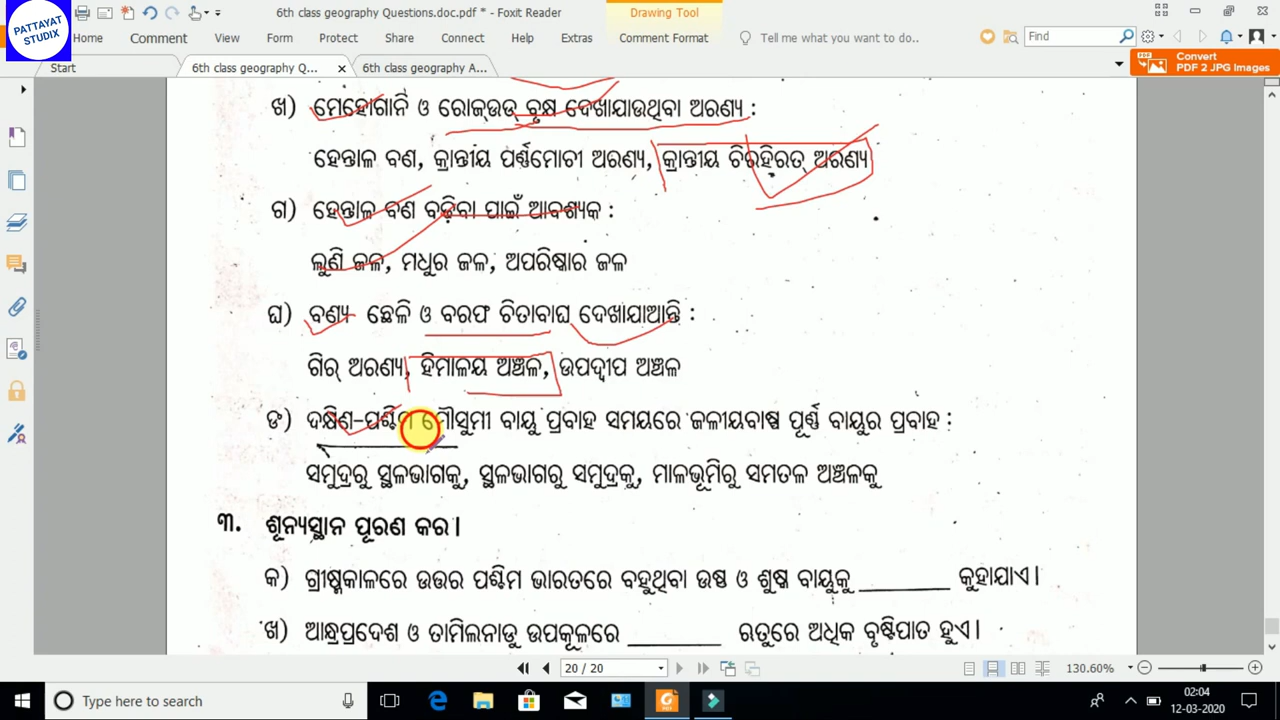 PATTAYAT
STUDIX
6th class geography Questions.doc.pdf * - Foxit Reader
Drawing Tool
Home Comment View Form Protect Share Connect Help Extras Comment Format Tell me what you want to do.. Find
Start 6th class geography Q... 6th class geography A... Convert
PDF 2 JPG Images
ଖ) ମେହୋଗାନି ଓ ରୋଜ୍‌ଉଡ୍ ବୃକ୍ଷ ଦେଖାଯାଉଥିବା ଅରଣ୍ୟ :
ହେନ୍ତାଳ ବଣ, କ୍ରାନ୍ତୀୟ ପର୍ଣ୍ଣମୋଚୀ ଅରଣ୍ୟ, କ୍ରାନ୍ତୀୟ ଚିରହରିତ୍ ଅରଣ୍ୟ
ଗ) ହେନ୍ତାଳ ବଣ ବଢ଼ିବା ପାଇଁ ଆବଶ୍ୟକ :
ଲୁଣି ଜଳ, ମଧୁର ଜଳ, ଅପରିଷ୍କାର ଜଳ
ଘ) ବଣ୍ୟ ଛେଳି ଓ ବରଫ ଚିତାବାଘ ଦେଖାଯାଆନ୍ତି :
ଗିର୍ ଅରଣ୍ୟ, ହିମାଳୟ ଅଞ୍ଚଳ, ଉପଦ୍ୱୀପ ଅଞ୍ଚଳ
ଙ) ଦକ୍ଷିଣ-ପଶ୍ଚିମ ମୌସୁମୀ ବାୟୁ ପ୍ରବାହ ସମୟରେ ଜଳୀୟବାଷ୍ପ ପୂର୍ଣ୍ଣ ବାୟୁର ପ୍ରବାହ :
ସମୁଦ୍ରରୁ ସ୍ଥଳଭାଗକୁ, ସ୍ଥଳଭାଗରୁ ସମୁଦ୍ରକୁ, ମାଳଭୂମିରୁ ସମତଳ ଅଞ୍ଚଳକୁ
୩. ଶୂନ୍ୟସ୍ଥାନ ପୂରଣ କର।
କ) ଗ୍ରୀଷ୍ମକାଳରେ ଉତ୍ତର ପଶ୍ଚିମ ଭାରତରେ ବହୁଥିବା ଉଷ୍ଣ ଓ ଶୁଷ୍କ ବାୟୁକୁ ________ କୁହାଯାଏ।
ଖ) ଆନ୍ଧ୍ରପ୍ରଦେଶ ଓ ତାମିଲନାଡୁ ଉପକୂଳରେ ________ ଋତୁରେ ଅଧିକ ବୃଷ୍ଟିପାତ ହୁଏ।
20 / 20 130.60%
Type here to search
02:04
12-03-2020